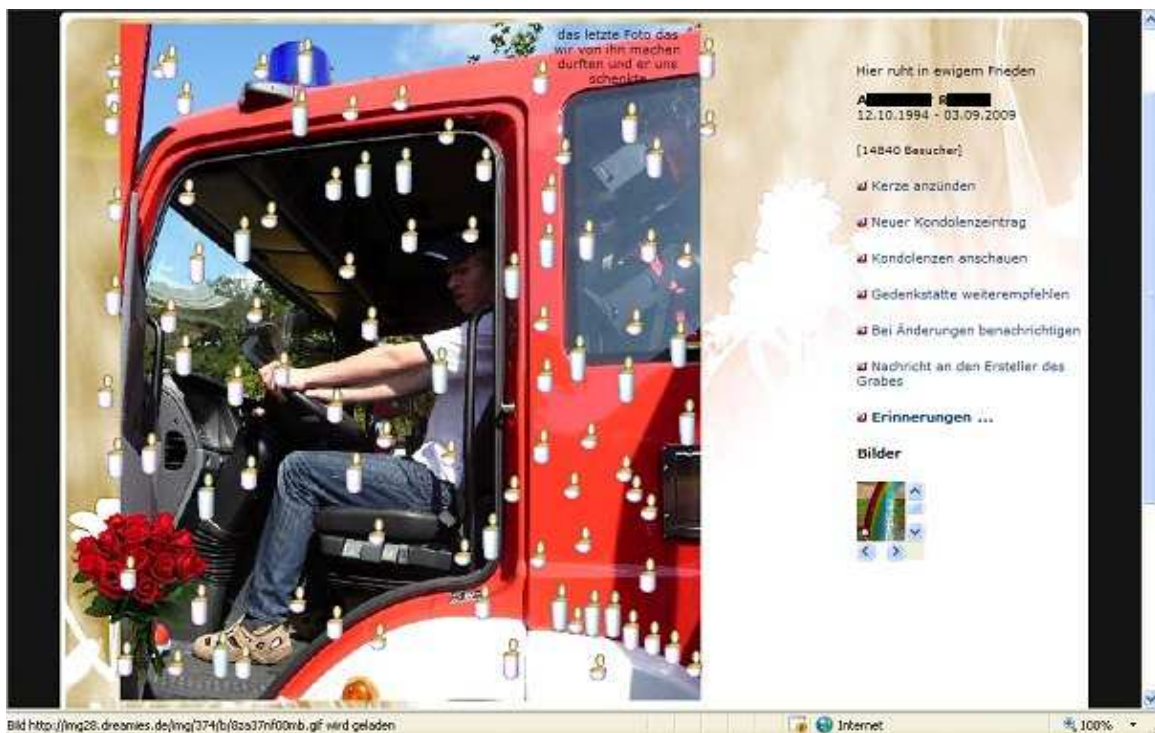 das letzte Foto das
wir von ihn machen
durften und er uns
schenkte
Hier ruht in ewigem Frieden
A R
12.10.1994 - 03.09.2009
[14840 Besucher]
Kerze anzünden
Neuer Kondolenzeintrag
Kondolenzen anschauen
Gedenkstätte weiterempfehlen
Bei Änderungen benachrichtigen
Nachricht an den Ersteller des
Grabes
Erinnerungen ...
Bilder
Bild http://img28.dreamies.de/img/374/b/8za37nf00mb.gif wird geladen
Internet
100%